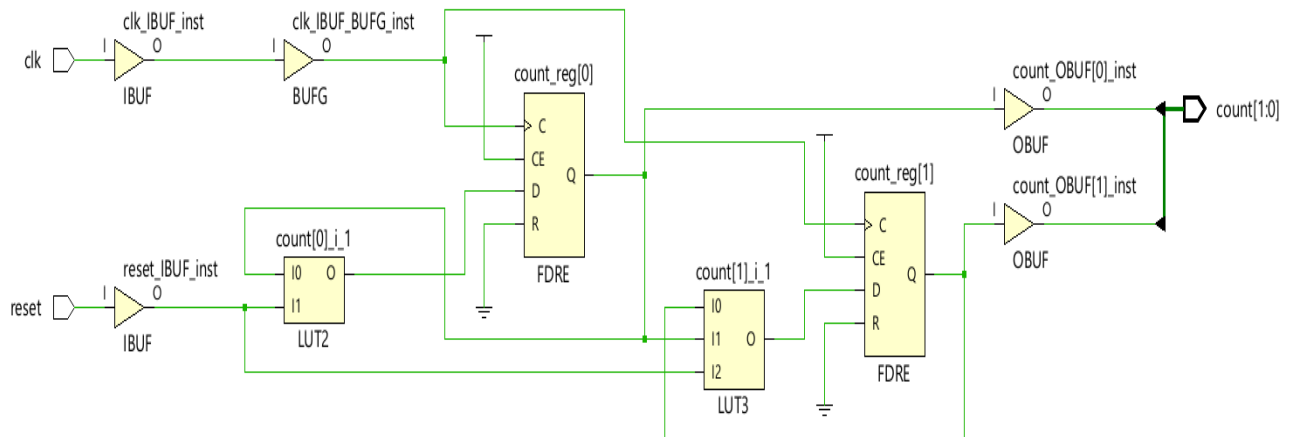 clk
I
clk_IBUF_inst
O
IBUF
I
clk_IBUF_BUFG_inst
O
BUFG
count_reg[0]
C
CE
D
R
Q
FDRE
reset
I
reset_IBUF_inst
O
IBUF
count[0]_i_1
I0
I1
O
LUT2
count[1]_i_1
I0
I1
I2
O
LUT3
count_reg[1]
C
CE
D
R
Q
FDRE
count_OBUF[0]_inst
I
O
OBUF
count_OBUF[1]_inst
I
O
OBUF
count[1:0]